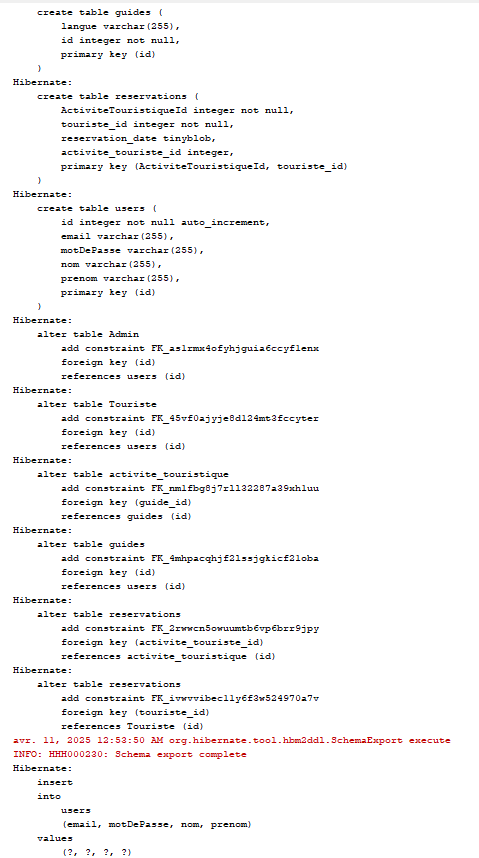 create table guides (
langue varchar(255),
id integer not null,
primary key (id)
)
Hibernate:
create table reservations (
ActiviteTouristiqueId integer not null,
touriste_id integer not null,
reservation_date tinyblob,
activite_touriste_id integer,
primary key (ActiviteTouristiqueId, touriste_id)
)
Hibernate:
create table users (
id integer not null auto_increment,
email varchar(255),
motDePasse varchar(255),
nom varchar(255),
prenom varchar(255),
primary key (id)
)
Hibernate:
alter table Admin
add constraint FK_aslrmx4ofyhjguia6ccyflenx
foreign key (id)
references users (id)
Hibernate:
alter table Touriste
add constraint FK_45vf0ajyje8dl24mt3fccyter
foreign key (id)
references users (id)
Hibernate:
alter table activite_touristique
add constraint FK_nmlfbg8j7rl132287a39xhluu
foreign key (guide_id)
references guides (id)
Hibernate:
alter table guides
add constraint FK_4mhpacqhjf2lssjgkicf2loba
foreign key (id)
references users (id)
Hibernate:
alter table reservations
add constraint FK_2rwwcn5owuumtb6vp6brr9jpy
foreign key (activite_touriste_id)
references activite_touristique (id)
Hibernate:
alter table reservations
add constraint FK_ivwvvibeclly6f3w524970a7v
foreign key (touriste_id)
references Touriste (id)
avr. 11, 2025 12:53:50 AM org.hibernate.tool.hbm2ddl.SchemaExport execute
INFO: HHH000230: Schema export complete
Hibernate:
insert
into
users
(email, motDePasse, nom, prenom)
values
(?, ?, ?, ?)